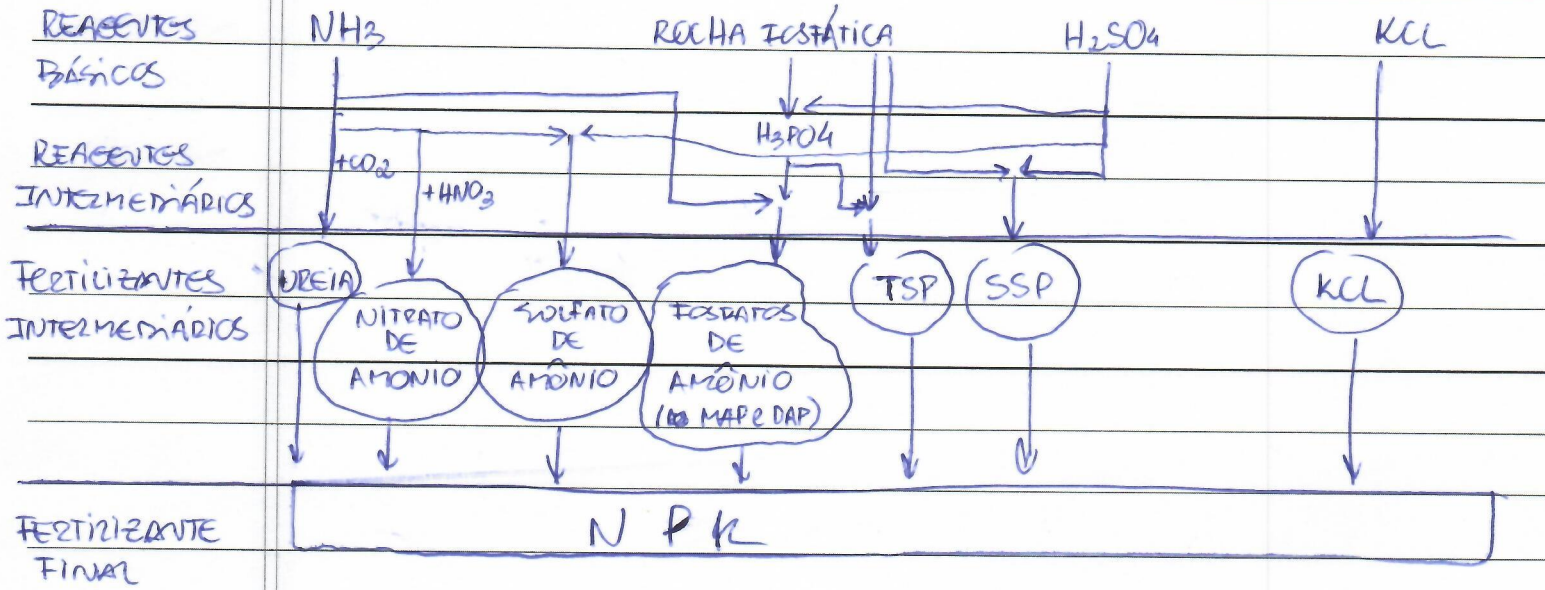 REAGENTES
BÁSICOS
NH3
ROCHA FOSFÁTICA
H2SO4
KCL
REAGENTES
INTERMEDIÁRIOS
+CO2
+HNO3
H3PO4
FERTILIZANTES
INTERMEDIÁRIOS
UREIA
NITRATO
DE
AMONIO
SULFATO
DE
AMÔNIO
FOSFATOS
DE
AMÔNIO
(MAP e DAP)
TSP
SSP
KCL
FERTILIZANTE
FINAL
N P K